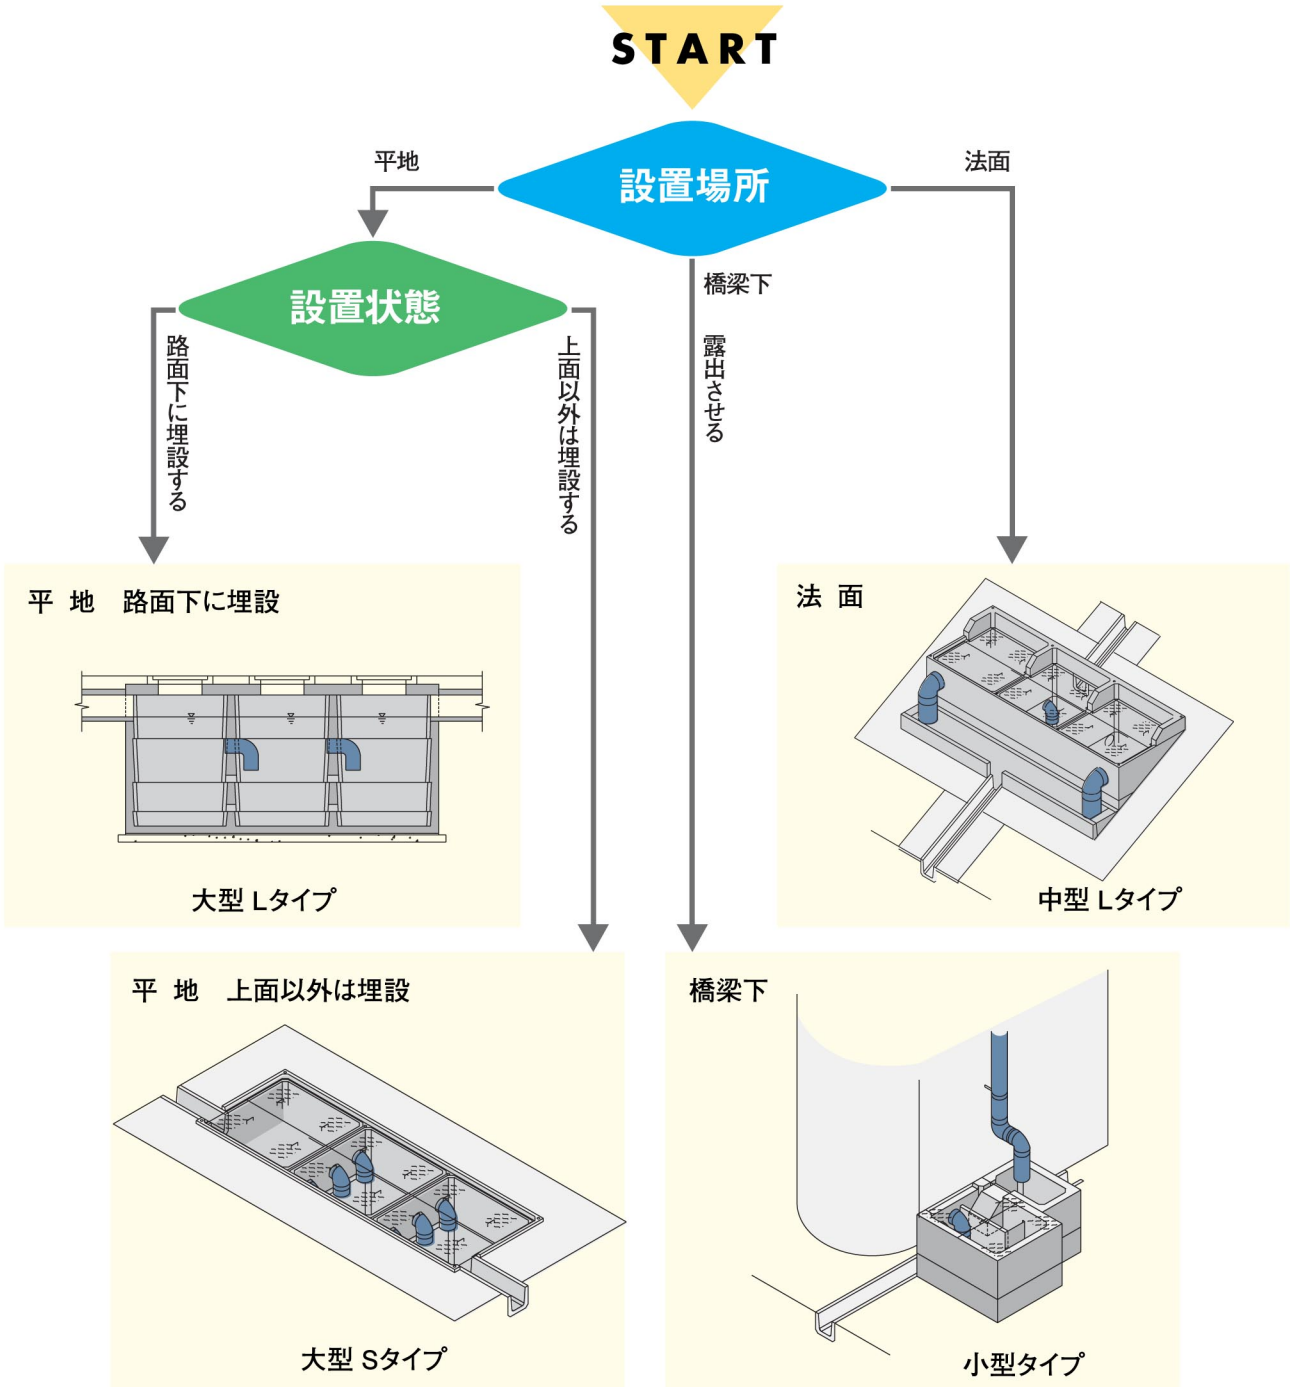 START
設置場所
平地
法面
設置状態
橋梁下
路面下に埋設する
上面以外は埋設する
露出させる
平 地　路面下に埋設
大型 Lタイプ
法 面
中型 Lタイプ
平 地　上面以外は埋設
大型 Sタイプ
橋梁下
小型タイプ